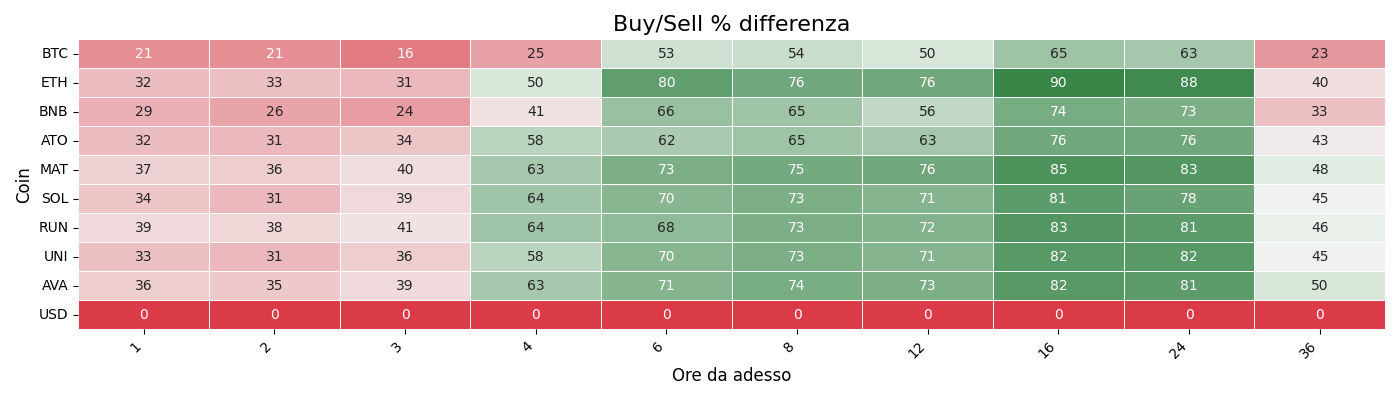 Buy/Sell % differenza
Coin
BTC 21 21 16 25 53 54 50 65 63 23
ETH 32 33 31 50 80 76 76 90 88 40
BNB 29 26 24 41 66 65 56 74 73 33
ATO 32 31 34 58 62 65 63 76 76 43
MAT 37 36 40 63 73 75 76 85 83 48
SOL 34 31 39 64 70 73 71 81 78 45
RUN 39 38 41 64 68 73 72 83 81 46
UNI 33 31 36 58 70 73 71 82 82 45
AVA 36 35 39 63 71 74 73 82 81 50
USD 0 0 0 0 0 0 0 0 0 0
1 2 3 4 6 8 12 16 24 36
Ore da adesso